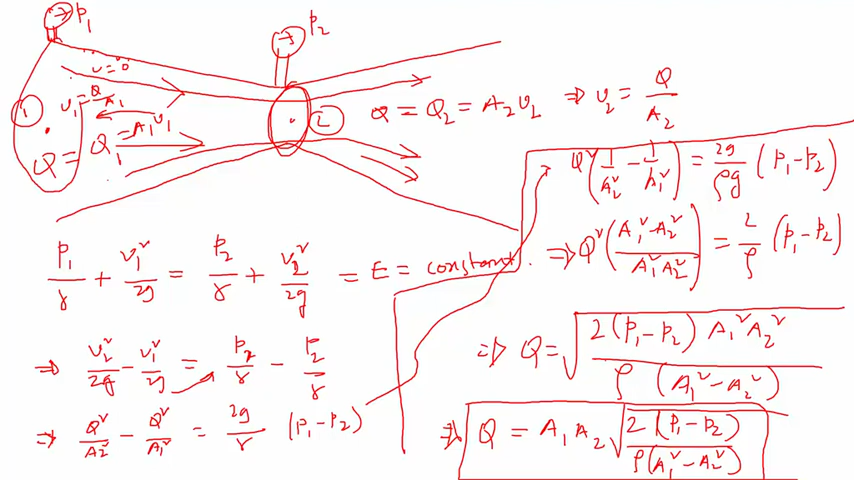 p₁
p₂
"v=0"
①
v₁ = Q/A₁
Q = Q₁ = A₁v₁
②
Q = Q₂ = A₂v₂ ⇒ v₂ = Q/A₂
p₁/γ + v₁²/2g = p₂/γ + v₂²/2g = E = constant.
⇒ v₂²/2g - v₁²/2g = p₂/γ - p₂/γ
⇒ Q²/A₂² - Q²/A₁² = 2g/γ (p₁-p₂)
Q²(1/A₂² - 1/A₁²) = 2g/ρg (p₁-p₂)
⇒ Q²(A₁²-A₂²/A₁²A₂²) = 2/ρ (p₁-p₂)
⇒ Q = √(2(p₁-p₂) A₁²A₂²/ρ(A₁²-A₂²))
⇒ Q = A₁A₂√(2(p₁-p₂)/ρ(A₁²-A₂²))